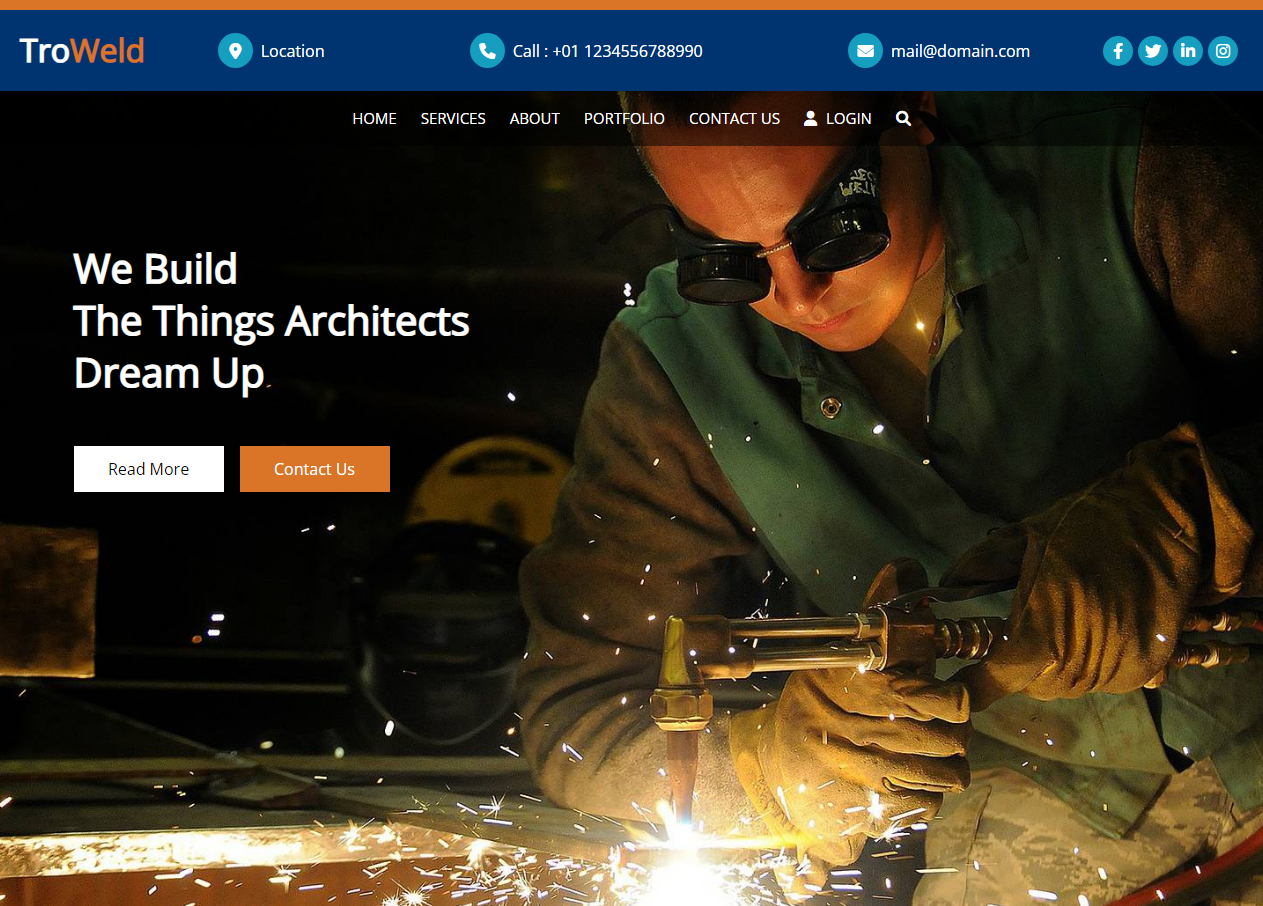 TroWeld
Location
Call : +01 1234556788990
mail@domain.com
HOME SERVICES ABOUT PORTFOLIO CONTACT US LOGIN
We Build
The Things Architects
Dream Up
Read More
Contact Us